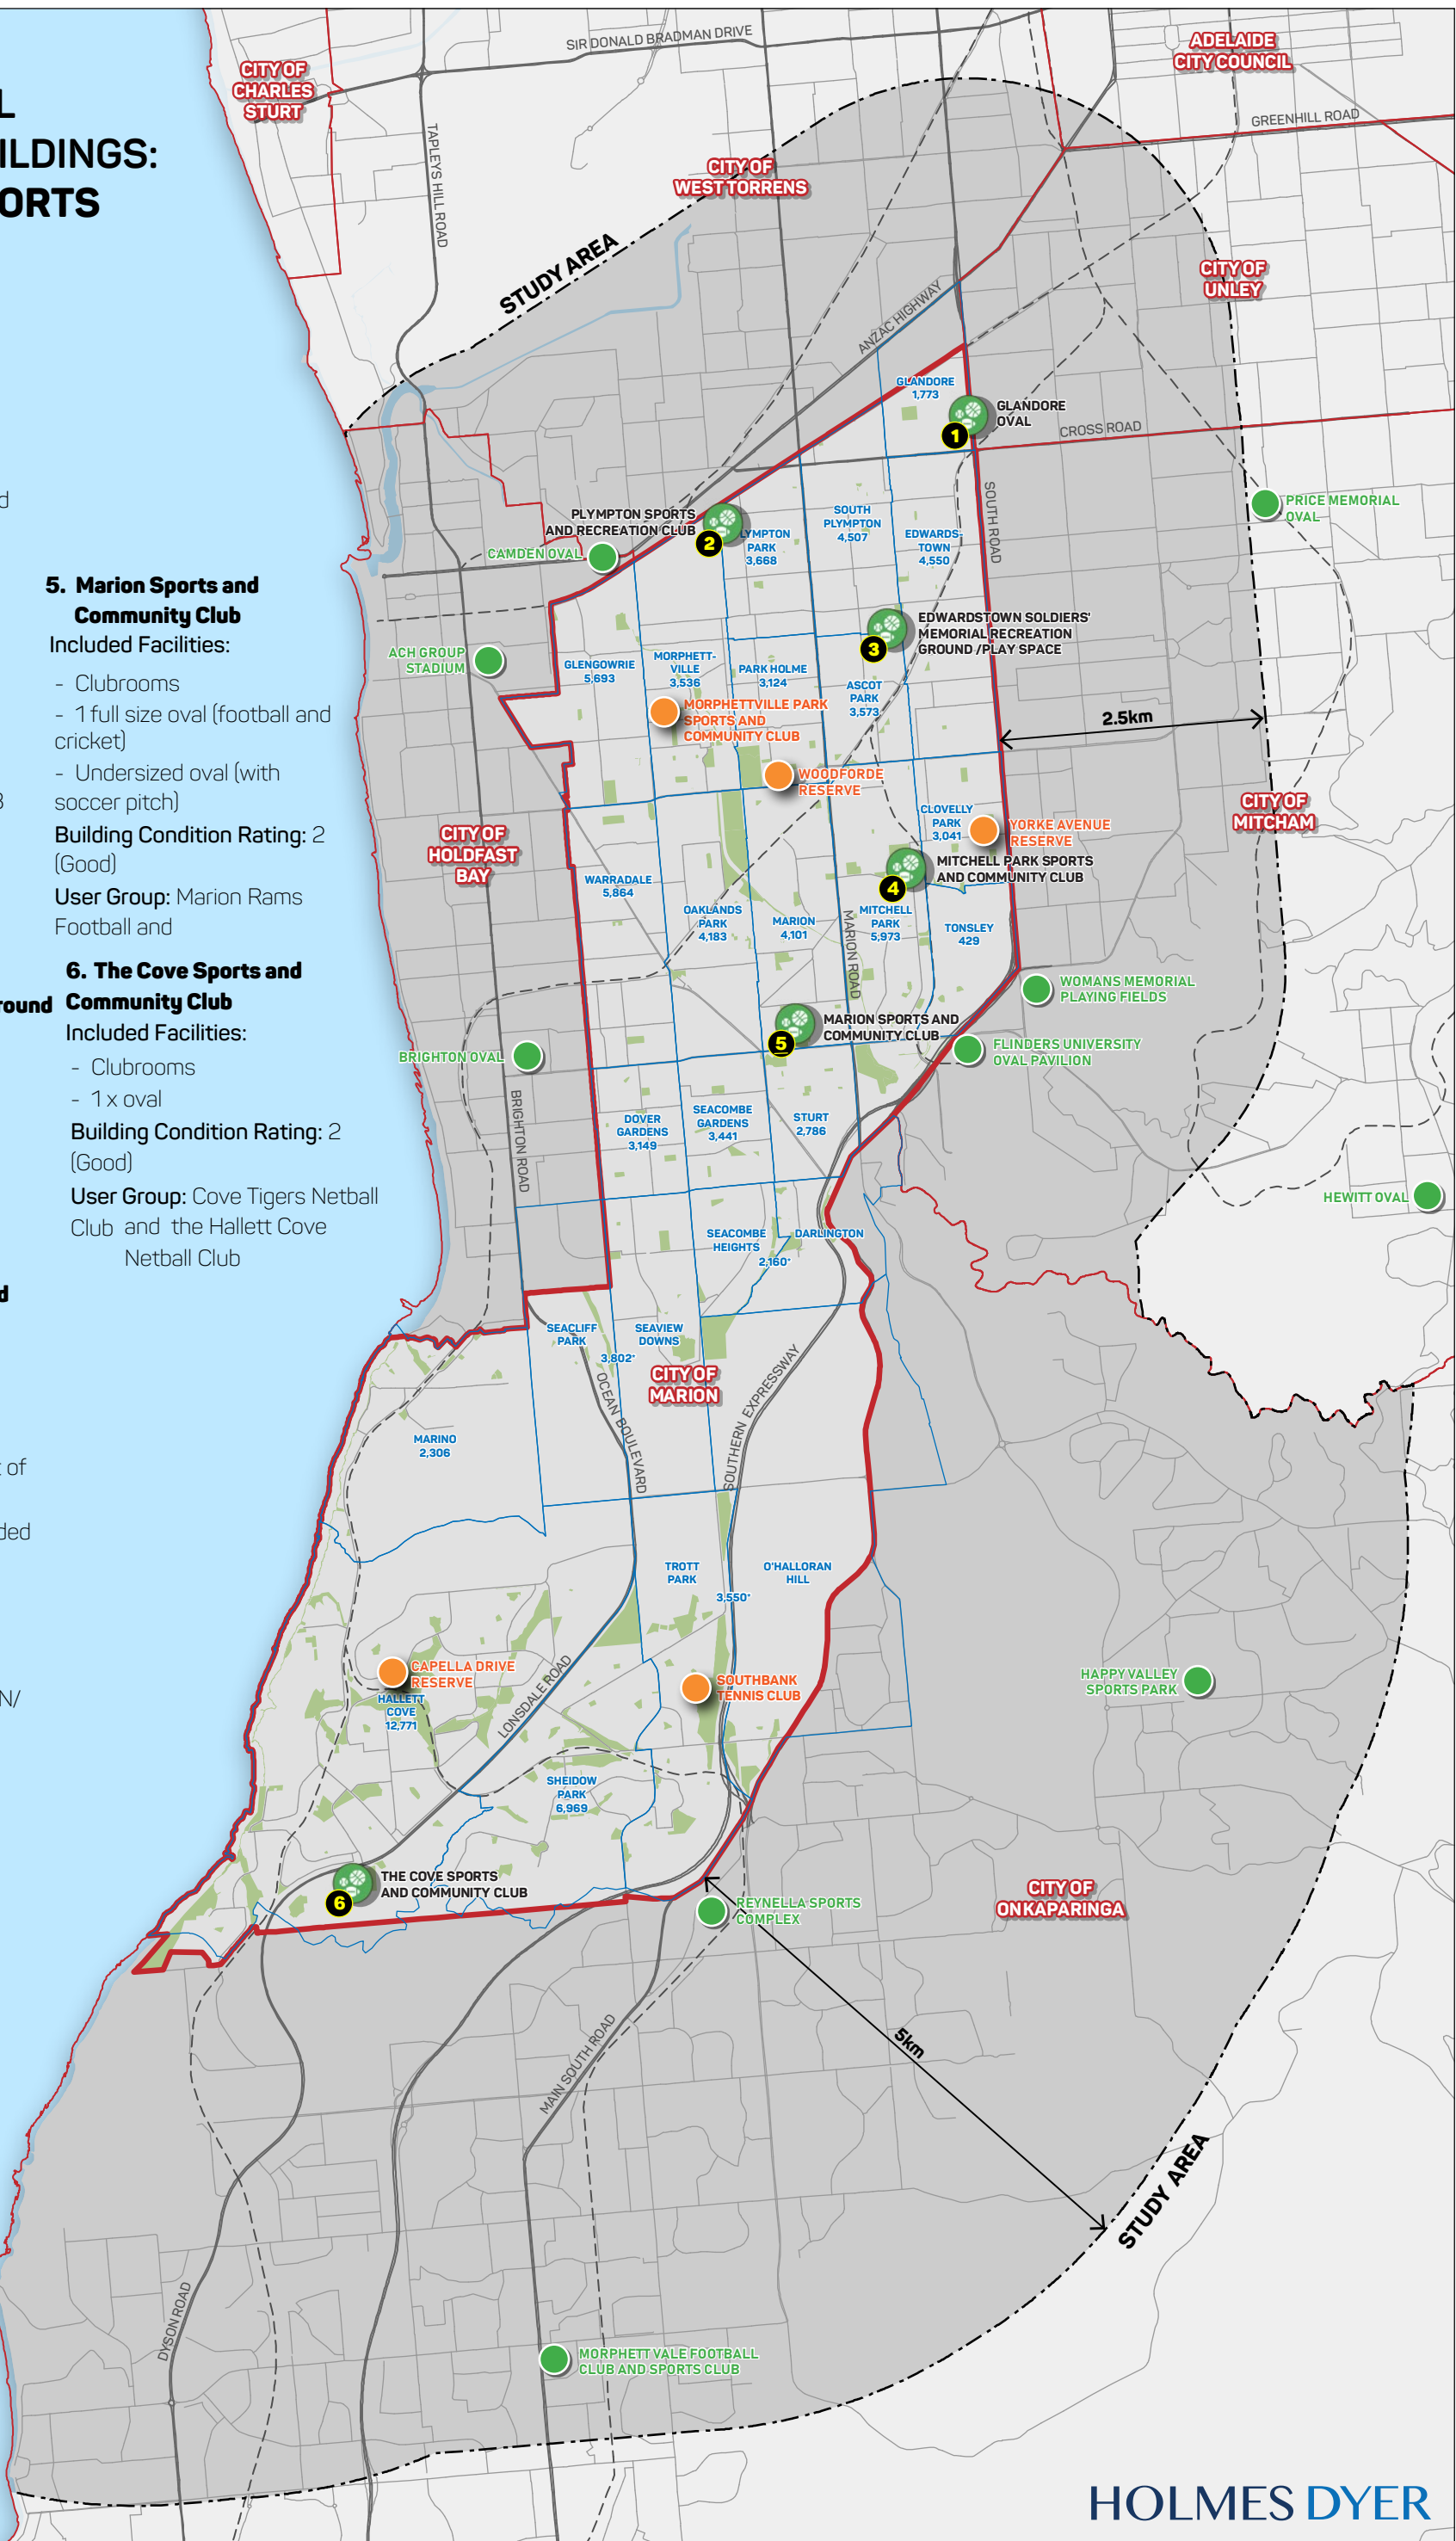 L
ILDINGS:
ORTS
d
3
round
d
t of
ded
N/
5. Marion Sports and
Community Club
Included Facilities:
- Clubrooms
- 1 full size oval (football and
cricket)
- Undersized oval (with
soccer pitch)
Building Condition Rating: 2
(Good)
User Group: Marion Rams
Football and
6. The Cove Sports and
Community Club
Included Facilities:
- Clubrooms
- 1 x oval
Building Condition Rating: 2
(Good)
User Group: Cove Tigers Netball
Club and the Hallett Cove
Netball Club
SIR DONALD BRADMAN DRIVE
ADELAIDE
CITY COUNCIL
CITY OF
CHARLES
STURT
GREENHILL ROAD
TAPLEYS HILL ROAD
CITY OF
WEST TORRENS
STUDY AREA
CITY OF
UNLEY
ANZAC HIGHWAY
GLANDORE
1,773
GLANDORE
OVAL
1
CROSS ROAD
SOUTH ROAD
PRICE MEMORIAL
OVAL
PLYMPTON SPORTS
AND RECREATION CLUB
2
LYMPTON
PARK
3,668
SOUTH
PLYMPTON
4,507
EDWARDS-
TOWN
4,550
CAMDEN OVAL
EDWARDSTOWN SOLDIERS'
MEMORIAL RECREATION
GROUND /PLAY SPACE
3
ACH GROUP
STADIUM
GLENGOWRIE
5,693
MORPHETT-
VILLE
3,536
PARK HOLME
3,124
ASCOT
PARK
3,573
MORPHETTVILLE PARK
SPORTS AND
COMMUNITY CLUB
2.5km
WOODFORDE
RESERVE
CLOVELLY
PARK
3,041
YORKE AVENUE
RESERVE
CITY OF
MITCHAM
CITY OF
HOLDFAST
BAY
MITCHELL PARK SPORTS
AND COMMUNITY CLUB
4
WARRADALE
5,864
OAKLANDS
PARK
4,183
MARION
4,101
MARION ROAD
MITCHELL
PARK
5,973
TONSLEY
429
WOMANS MEMORIAL
PLAYING FIELDS
MARION SPORTS AND
COMMUNITY CLUB
5
FLINDERS UNIVERSITY
OVAL PAVILION
BRIGHTON OVAL
BRIGHTON ROAD
DOVER
GARDENS
3,149
SEACOMBE
GARDENS
3,441
STURT
2,786
HEWITT OVAL
SEACOMBE
HEIGHTS
DARLINGTON
2,160*
SEACLIFF
PARK
SEAVIEW
DOWNS
3,802*
CITY OF
MARION
OCEAN BOULEVARD
SOUTHERN EXPRESSWAY
MARINO
2,306
TROTT
PARK
O'HALLORAN
HILL
3,550*
CAPELLA DRIVE
RESERVE
HALLETT
COVE
12,771
LONSDALE ROAD
SOUTHBANK
TENNIS CLUB
HAPPY VALLEY
SPORTS PARK
SHEIDOW
PARK
6,969
THE COVE SPORTS
AND COMMUNITY CLUB
6
REYNELLA SPORTS
COMPLEX
CITY OF
ONKAPARINGA
5km
MAIN SOUTH ROAD
STUDY AREA
DYSON ROAD
MORPHETT VALE FOOTBALL
CLUB AND SPORTS CLUB
HOLMES DYER